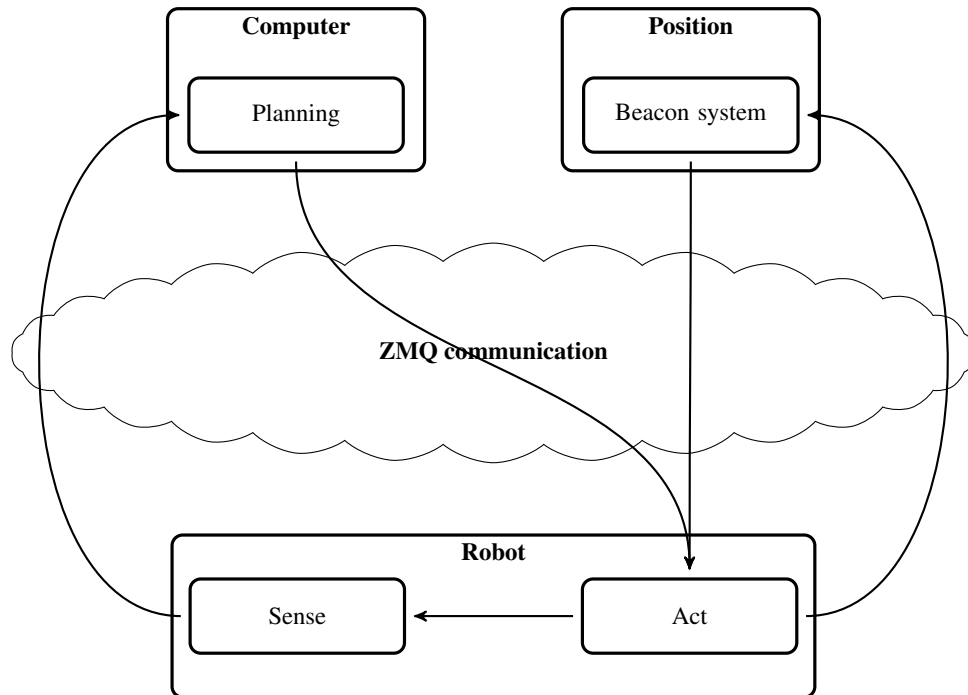 Computer
Planning
Position
Beacon system
ZMQ communication
Robot
Sense
Act